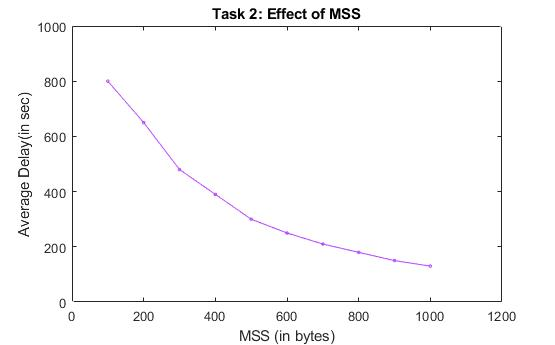 Task 2: Effect of MSS
1000
800
600
400
200
0
Average Delay(in sec)
0 200 400 600 800 1000 1200
MSS (in bytes)